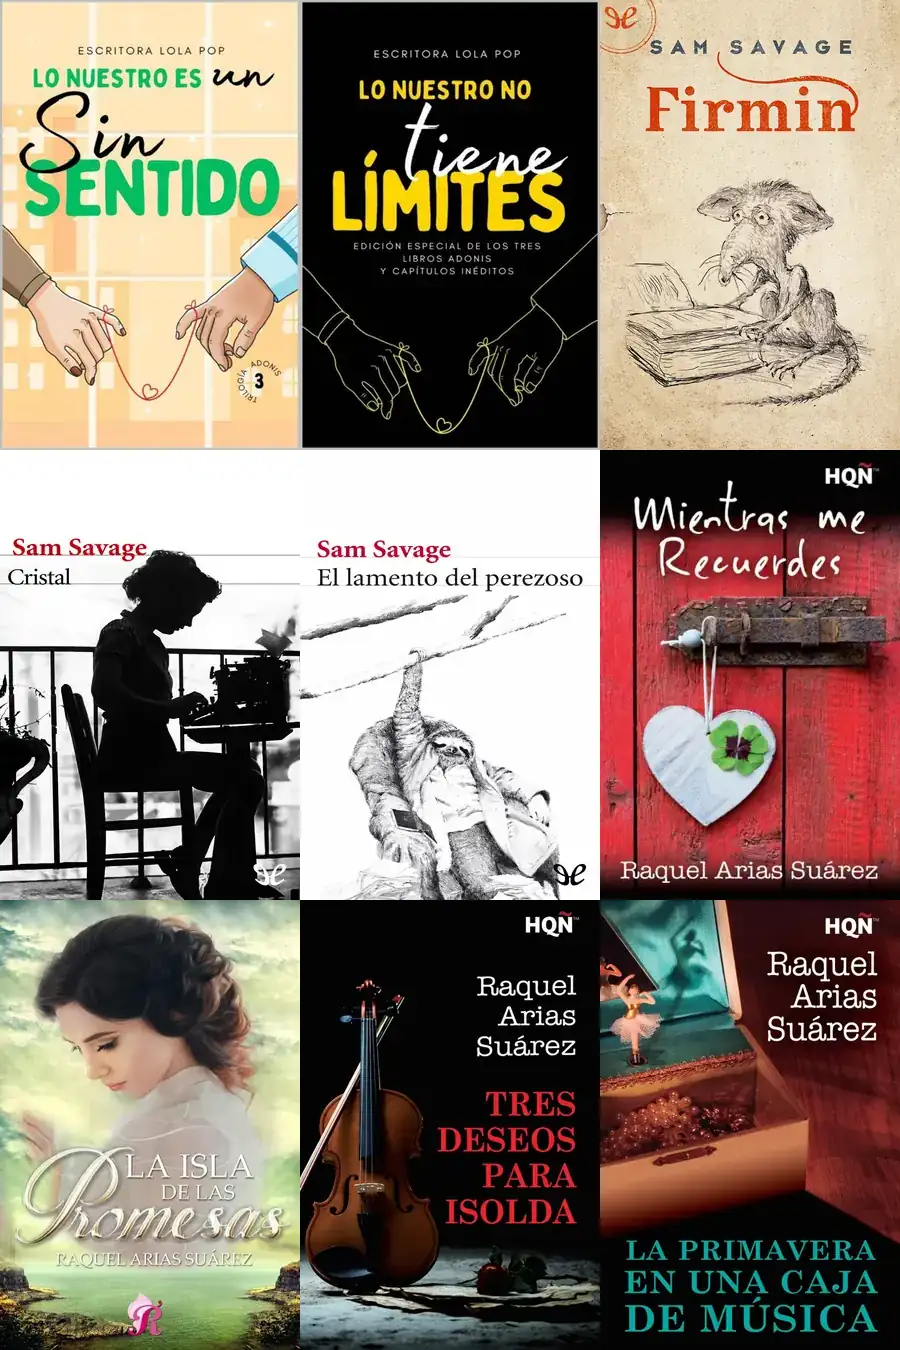 ESCRITORA LOLA POP
LO NUESTRO ES un
Sin
SENTIDO
TRILOGÍA ADONIS
3
ESCRITORA LOLA POP
LO NUESTRO NO
tiene
LÍMITES
EDICIÓN ESPECIAL DE LOS TRES
LIBROS ADONIS
Y CAPÍTULOS INÉDITOS
SAM SAVAGE
Firmin
Sam Savage
Cristal
Sam Savage
El lamento del perezoso
HQÑ™
Mientras me
Recuerdes
Raquel Arias Suárez
LA ISLA
DE LAS
Promesas
RAQUEL ARIAS SUÁREZ
R
HQÑ™
Raquel
Arias
Suárez
TRES
DESEOS
PARA
ISOLDA
HQÑ™
Raquel
Arias
Suárez
LA PRIMAVERA
EN UNA CAJA
DE MÚSICA